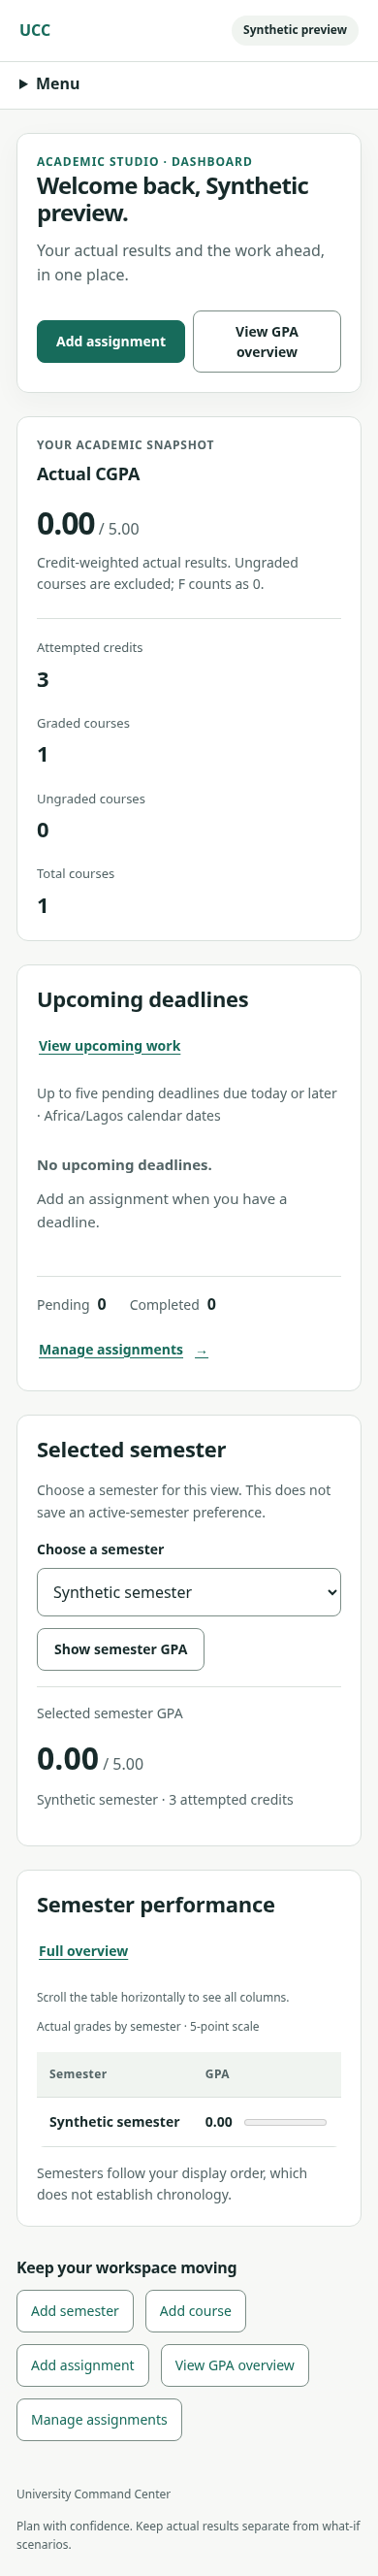 UCC
Synthetic preview
▶ Menu
ACADEMIC STUDIO · DASHBOARD
Welcome back, Synthetic
preview.
Your actual results and the work ahead,
in one place.
Add assignment
View GPA
overview
YOUR ACADEMIC SNAPSHOT
Actual CGPA
0.00 / 5.00
Credit-weighted actual results. Ungraded
courses are excluded; F counts as 0.
Attempted credits
3
Graded courses
1
Ungraded courses
0
Total courses
1
Upcoming deadlines
View upcoming work
Up to five pending deadlines due today or later
· Africa/Lagos calendar dates
No upcoming deadlines.
Add an assignment when you have a
deadline.
Pending 0 Completed 0
Manage assignments →
Selected semester
Choose a semester for this view. This does not
save an active-semester preference.
Choose a semester
Synthetic semester
Show semester GPA
Selected semester GPA
0.00 / 5.00
Synthetic semester · 3 attempted credits
Semester performance
Full overview
Scroll the table horizontally to see all columns.
Actual grades by semester · 5-point scale
Semester GPA
Synthetic semester 0.00
Semesters follow your display order, which
does not establish chronology.
Keep your workspace moving
Add semester
Add course
Add assignment
View GPA overview
Manage assignments
University Command Center
Plan with confidence. Keep actual results separate from what-if
scenarios.